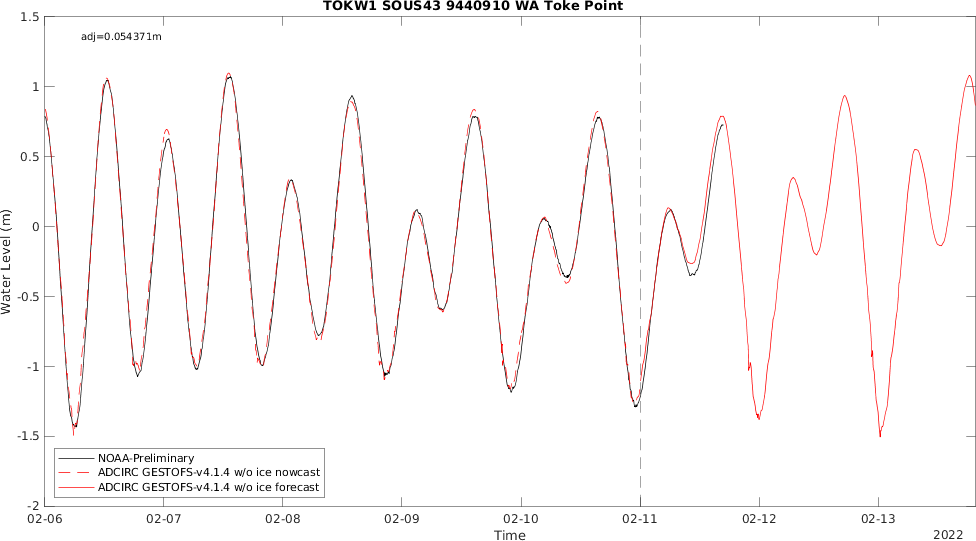 TOKW1 SOUS43 9440910 WA Toke Point
adj=0.054371m
1.5
1
0.5
0
-0.5
-1
-1.5
-2
Water Level (m)
NOAA-Preliminary
ADCIRC GESTOFS-v4.1.4 w/o ice nowcast
ADCIRC GESTOFS-v4.1.4 w/o ice forecast
02-06 02-07 02-08 02-09 02-10 02-11 02-12 02-13
Time
2022